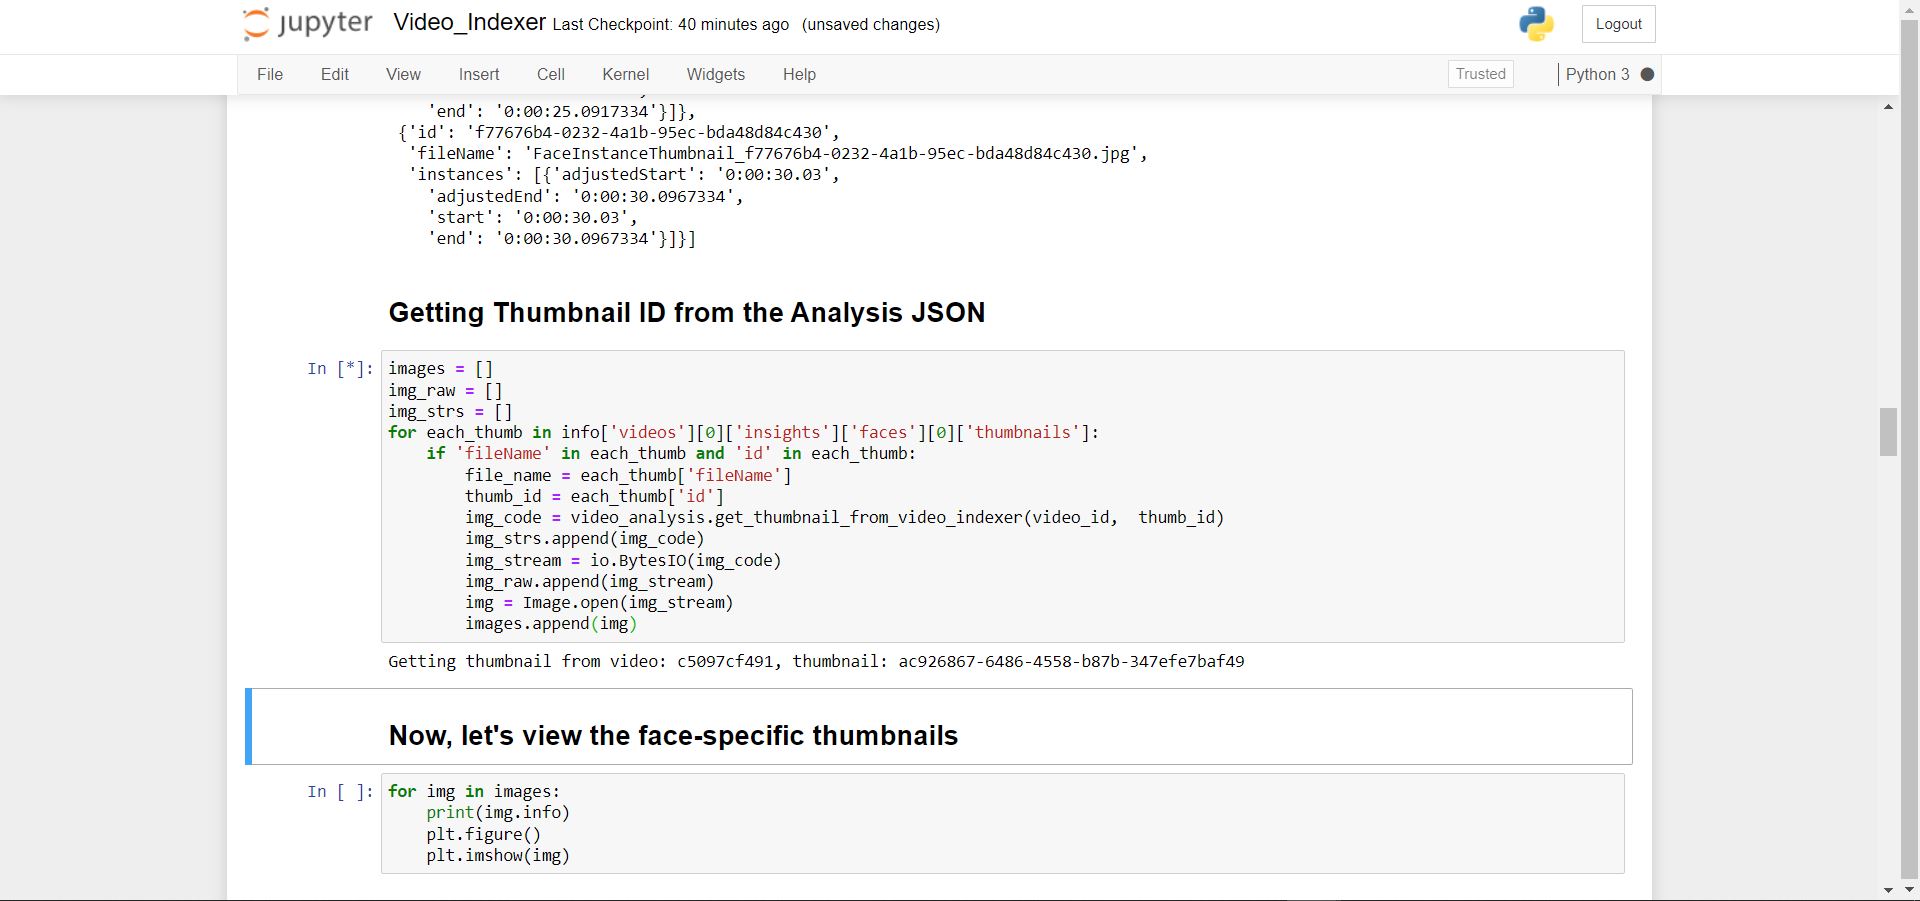 jupyter Video_Indexer Last Checkpoint: 40 minutes ago (unsaved changes) Logout
File Edit View Insert Cell Kernel Widgets Help Trusted Python 3
'end': '0:00:25.0917334'}]},
{'id': 'f77676b4-0232-4a1b-95ec-bda48d84c430',
'fileName': 'FaceInstanceThumbnail_f77676b4-0232-4a1b-95ec-bda48d84c430.jpg',
'instances': [{'adjustedStart': '0:00:30.03',
'adjustedEnd': '0:00:30.0967334',
'start': '0:00:30.03',
'end': '0:00:30.0967334'}]}]
Getting Thumbnail ID from the Analysis JSON
In [*]: images = []
img_raw = []
img_strs = []
for each_thumb in info['videos'][0]['insights']['faces'][0]['thumbnails']:
if 'fileName' in each_thumb and 'id' in each_thumb:
file_name = each_thumb['fileName']
thumb_id = each_thumb['id']
img_code = video_analysis.get_thumbnail_from_video_indexer(video_id,  thumb_id)
img_strs.append(img_code)
img_stream = io.BytesIO(img_code)
img_raw.append(img_stream)
img = Image.open(img_stream)
images.append(img)
Getting thumbnail from video: c5097cf491, thumbnail: ac926867-6486-4558-b87b-347efe7baf49
Now, let's view the face-specific thumbnails
In [ ]: for img in images:
print(img.info)
plt.figure()
plt.imshow(img)